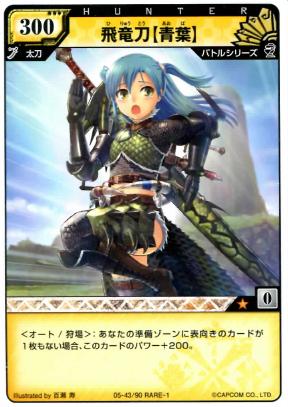 HUNTER
300
ひりゅうとう あおば
飛竜刀【青葉】
太刀
バトルシリーズ
0
<オート / 狩場>:あなたの準備ゾーンに表向きのカードが
1枚もない場合、このカードのパワー+200。
Illustrated by 百瀬 寿
05-43/90 RARE-1
©CAPCOM CO., LTD.